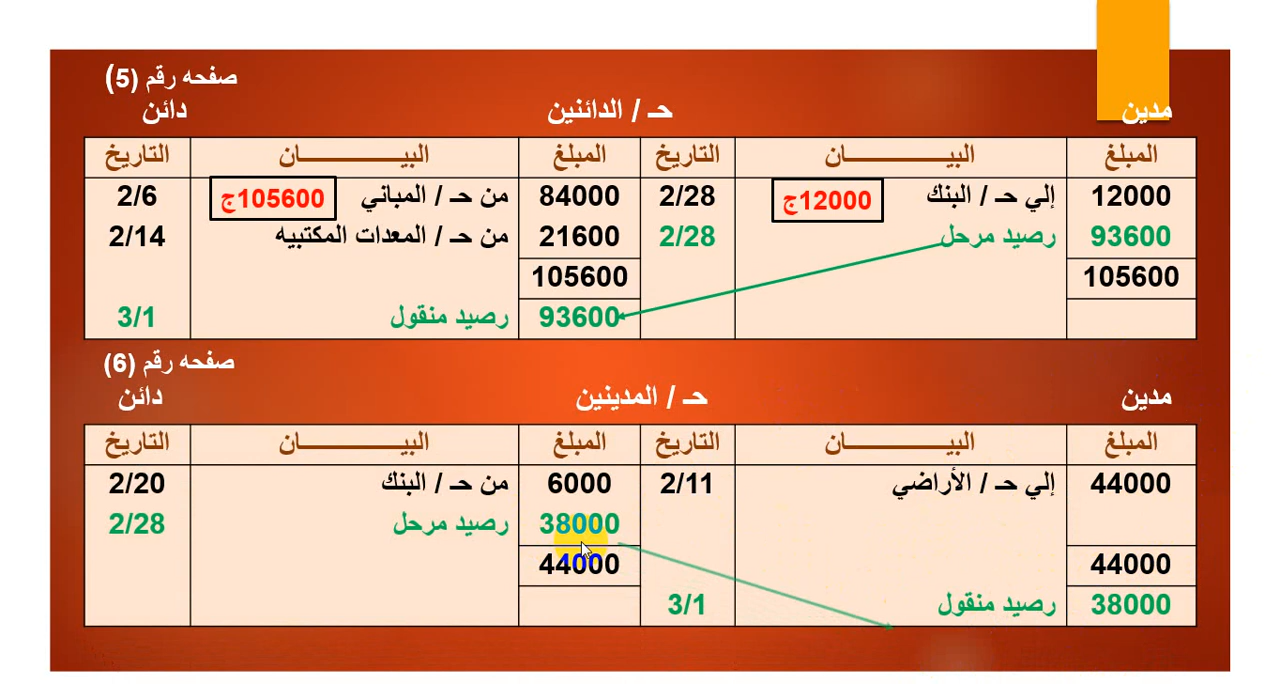 صفحه رقم (5)
مدين حـ / الدائنين دائن
المبلغ البيــــــــــــان التاريخ المبلغ البيــــــــــــان التاريخ
12000 إلي حـ / البنك 12000ج 2/28 84000 من حـ / المباني 105600ج 2/6
93600 رصيد مرحل 2/28 21600 من حـ / المعدات المكتبيه 2/14
105600 105600
93600 رصيد منقول 3/1
صفحه رقم (6)
مدين حـ / المدينين دائن
المبلغ البيــــــــــــان التاريخ المبلغ البيــــــــــــان التاريخ
44000 إلي حـ / الأراضي 2/11 6000 من حـ / البنك 2/20
38000 رصيد مرحل 2/28
44000 44000
38000 رصيد منقول 3/1